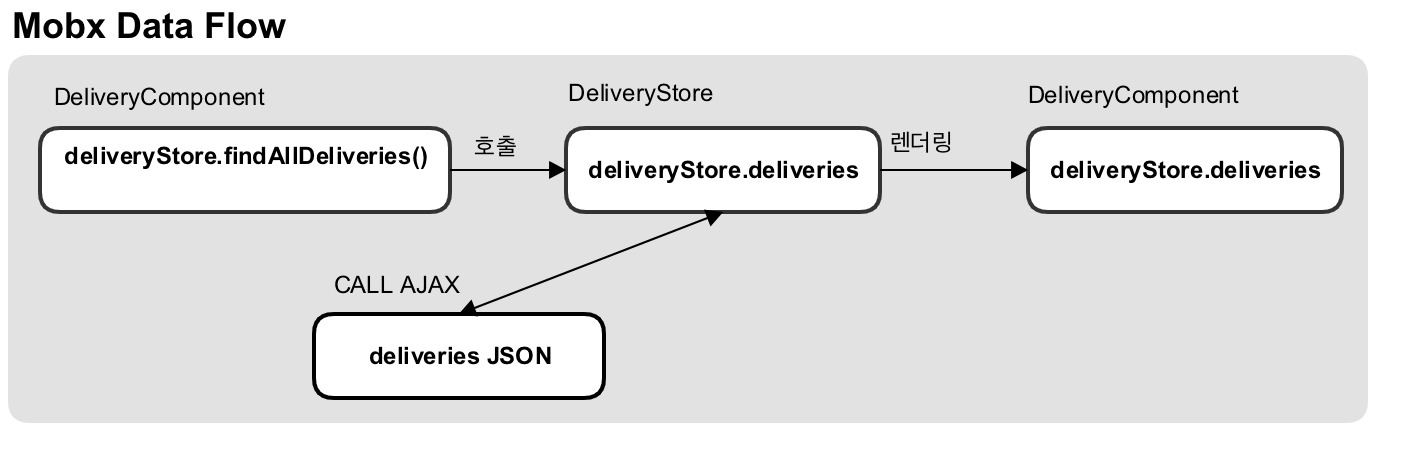 Mobx Data Flow
DeliveryComponent
deliveryStore.findAllDeliveries()
호출
DeliveryStore
deliveryStore.deliveries
렌더링
DeliveryComponent
deliveryStore.deliveries
CALL AJAX
deliveries JSON